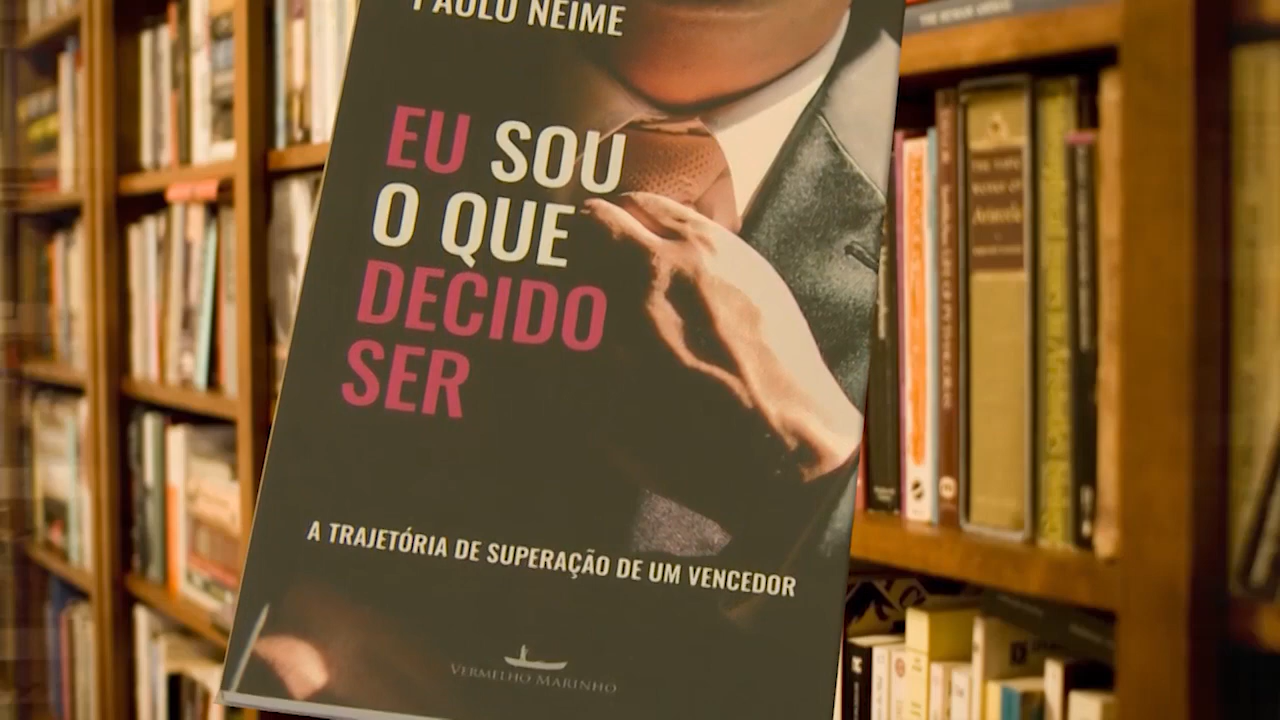 PAULO NEIME
EU SOU
O QUE
DECIDO
SER
A TRAJETÓRIA DE SUPERAÇÃO DE UM VENCEDOR
VERMELHO MARINHO